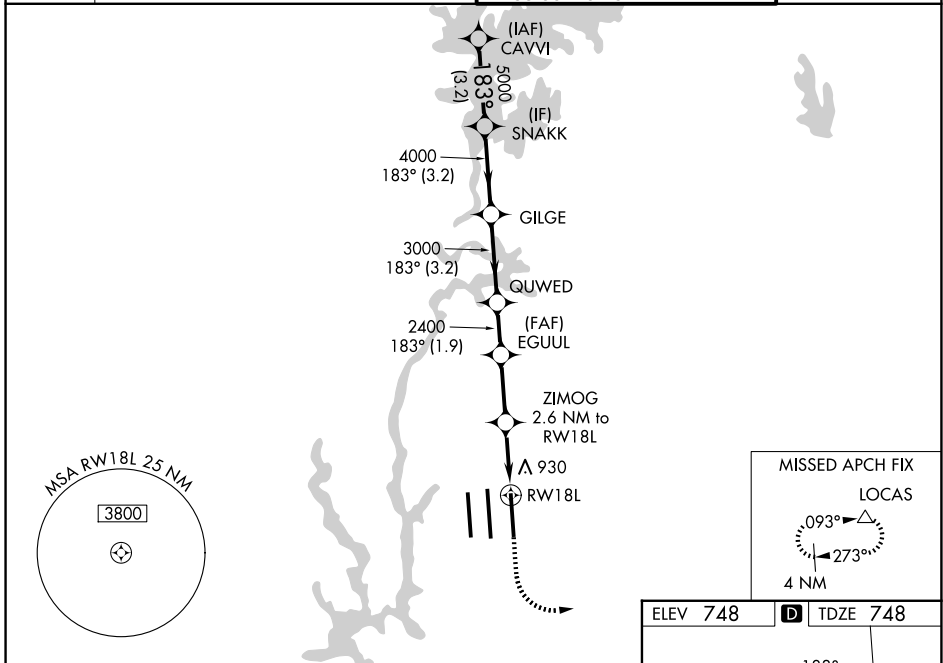 (IAF)
CAVVI
5000
183°
(3.2)
(IF)
SNAKK
4000
183° (3.2)
GILGE
3000
183° (3.2)
QUWED
2400
183° (1.9)
(FAF)
EGUUL
ZIMOG
2.6 NM to
RW18L
930
RW18L
MSA RW18L 25 NM
3800
MISSED APCH FIX
LOCAS
093°
273°
4 NM
ELEV 748 D TDZE 748